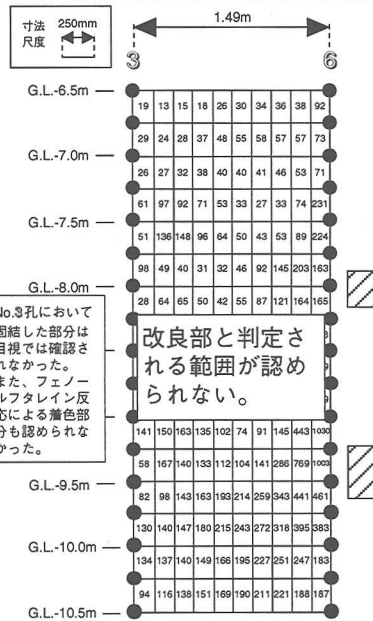 寸法 250mm
尺度
1.49m
3 6
G.L.-6.5m
19 13 15 18 26 30 34 36 38 92
29 24 28 37 48 55 58 57 57 73
G.L.-7.0m
26 27 32 38 40 40 41 46 53 71
61 97 92 71 53 33 27 33 74 231
G.L.-7.5m
51 136 148 96 64 50 43 53 89 224
98 49 40 31 32 46 92 145 203 163
G.L.-8.0m
28 64 65 50 42 55 87 121 164 165
No.3孔において
固結した部分は
目視では確認さ
れなかった。
また、フェノー
ルフタレイン反
応による着色部
分も認められな
かった。
改良部と判定さ
れる範囲が認め
られない。
141 150 163 135 102 74 91 145 443 1030
58 167 140 133 112 104 141 286 769 1003
G.L.-9.5m
82 98 143 163 193 214 259 343 441 461
130 140 147 180 215 243 272 318 395 383
G.L.-10.0m
134 137 140 149 166 195 227 251 247 183
94 116 138 151 169 190 211 221 188 187
G.L.-10.5m